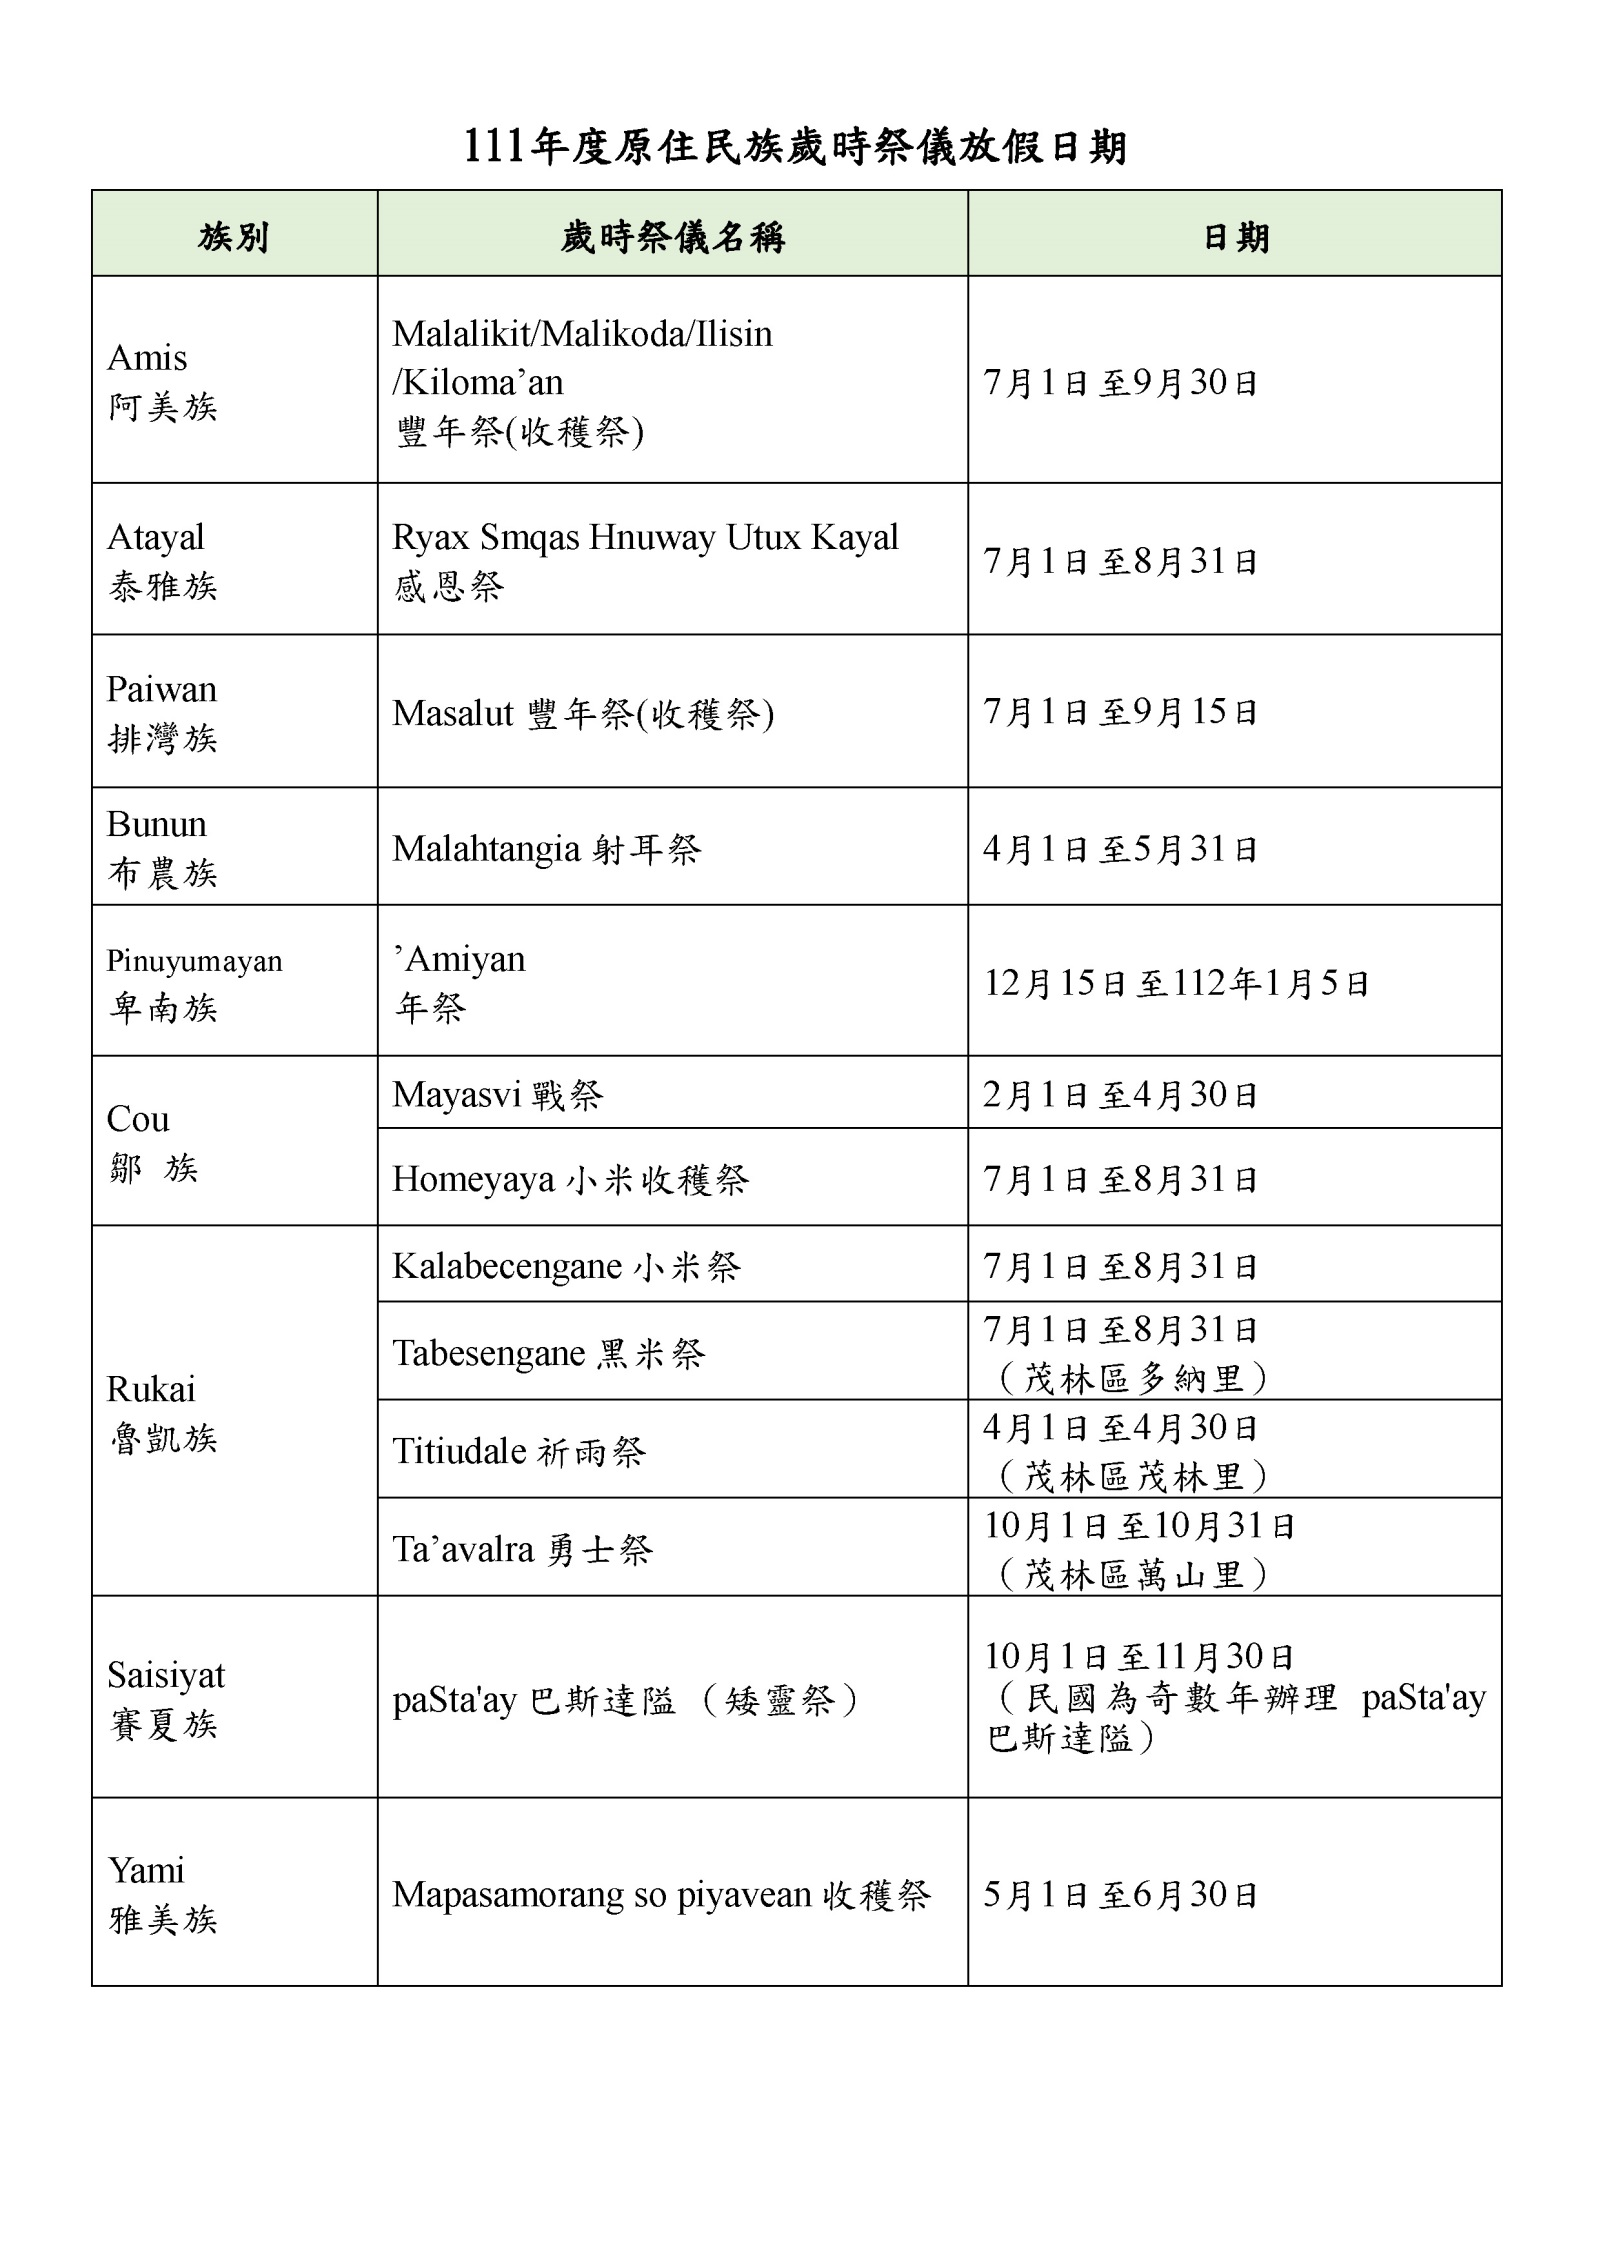 111年度原住民族歲時祭儀放假日期
族別
歲時祭儀名稱
日期
Amis
阿美族
Malalikit/Malikoda/Ilisin
/Kiloma’an
豐年祭(收穫祭)
7月1日至9月30日
Atayal
泰雅族
Ryax Smqas Hnuway Utux Kayal
感恩祭
7月1日至8月31日
Paiwan
排灣族
Masalut 豐年祭(收穫祭)
7月1日至9月15日
Bunun
布農族
Malahtangia 射耳祭
4月1日至5月31日
Pinuyumayan
卑南族
’Amiyan
年祭
12月15日至112年1月5日
Cou
鄒 族
Mayasvi 戰祭
2月1日至4月30日
Homeyaya 小米收穫祭
7月1日至8月31日
Rukai
魯凱族
Kalabecengane 小米祭
7月1日至8月31日
Tabesengane 黑米祭
7月1日至8月31日
（茂林區多納里）
Titiudale 祈雨祭
4月1日至4月30日
（茂林區茂林里）
Ta’avalra 勇士祭
10月1日至10月31日
（茂林區萬山里）
Saisiyat
賽夏族
paSta'ay 巴斯達隘（矮靈祭）
10月1日至11月30日
（民國為奇數年辦理 paSta'ay
巴斯達隘）
Yami
雅美族
Mapasamorang so piyavean 收穫祭
5月1日至6月30日